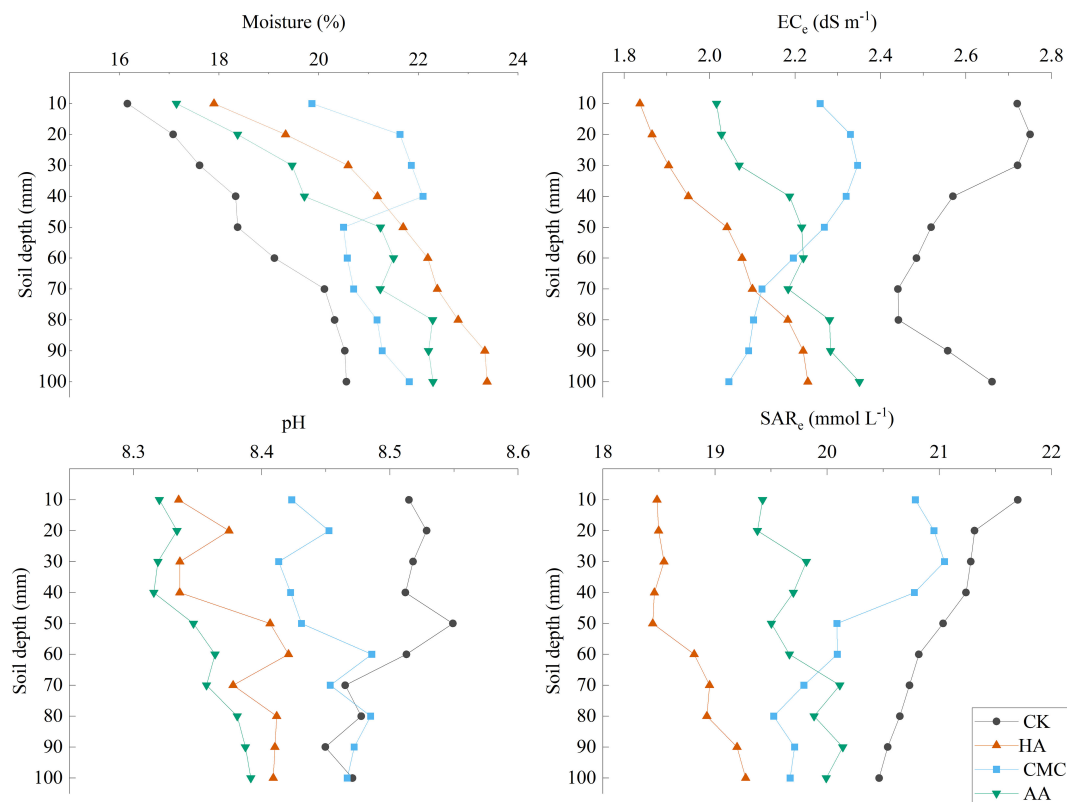 Moisture (%)
16 18 20 22 24
Soil depth (mm)
10
20
30
40
50
60
70
80
90
100
ECₑ (dS m⁻¹)
1.8 2.0 2.2 2.4 2.6 2.8
Soil depth (mm)
10
20
30
40
50
60
70
80
90
100
pH
8.3 8.4 8.5 8.6
Soil depth (mm)
10
20
30
40
50
60
70
80
90
100
SARₑ (mmol L⁻¹)
18 19 20 21 22
Soil depth (mm)
10
20
30
40
50
60
70
80
90
100
CK
HA
CMC
AA